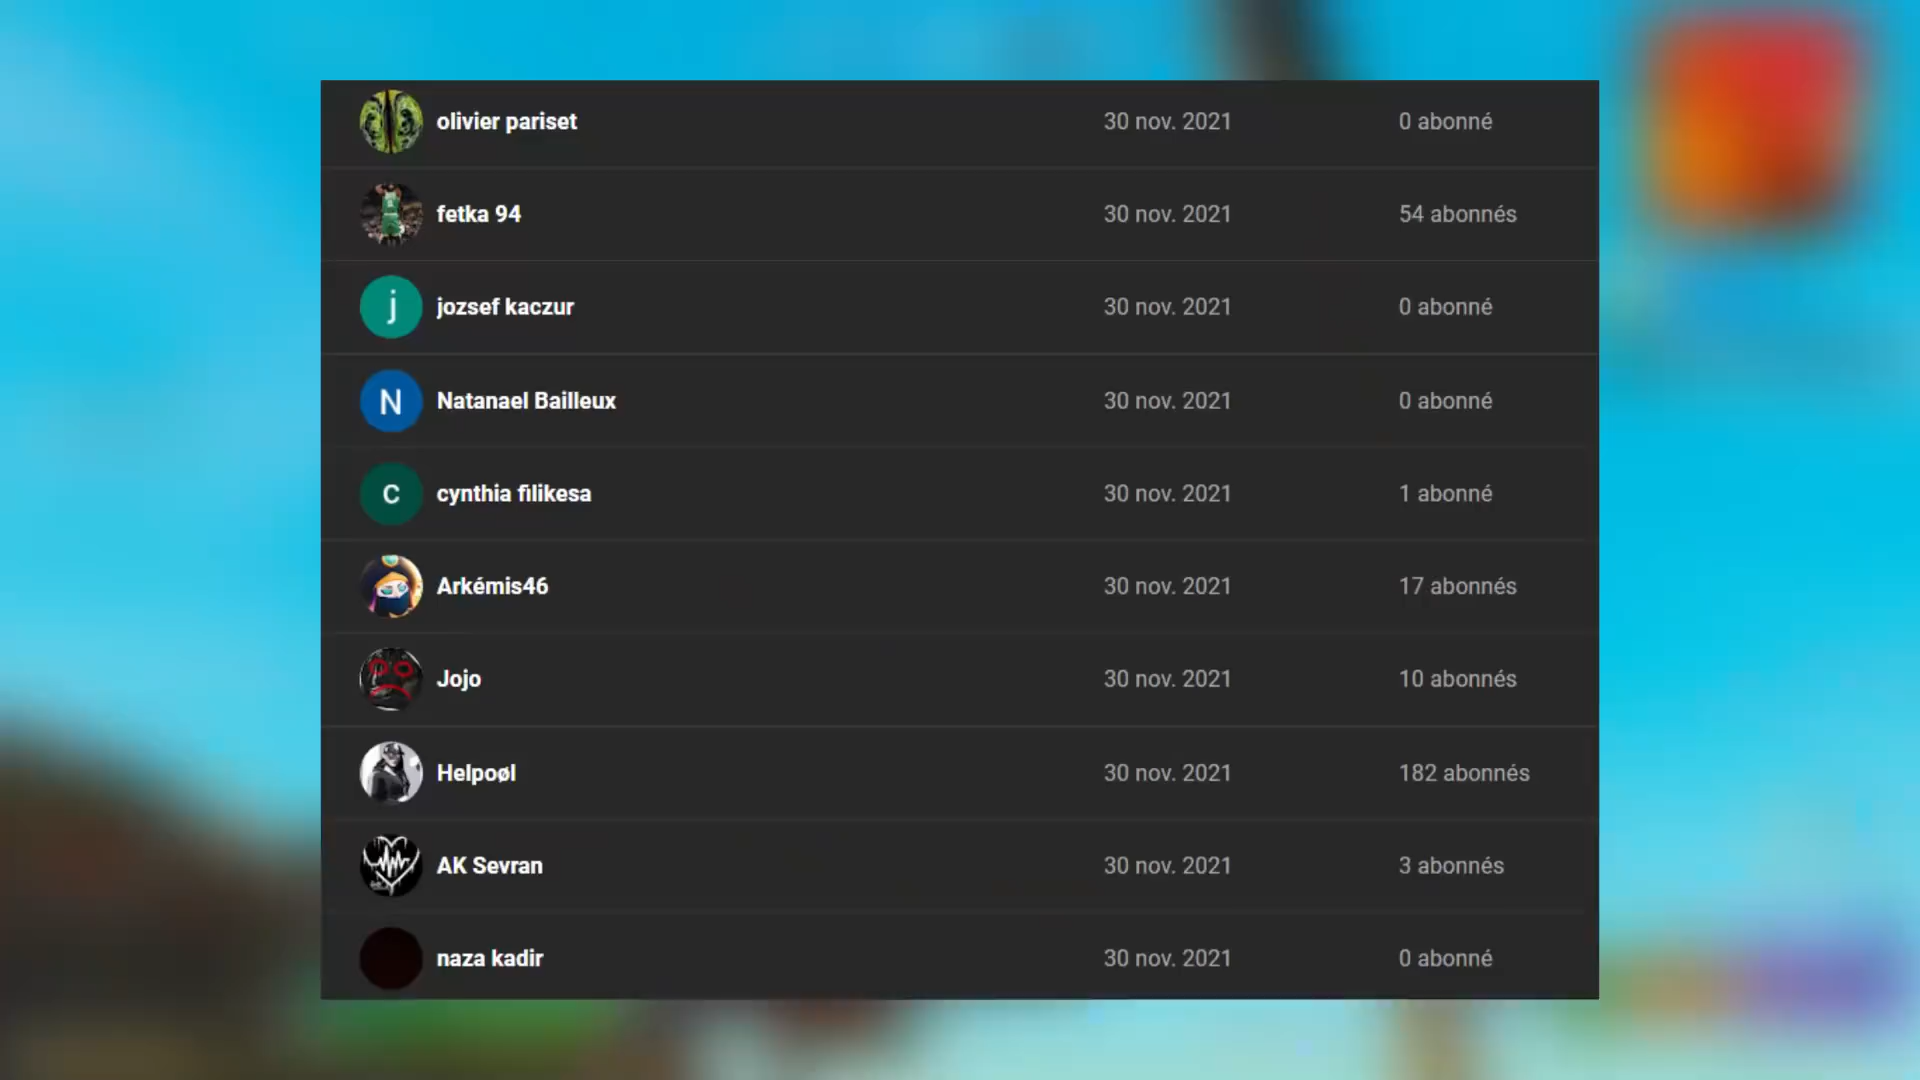 olivier pariset 30 nov. 2021 0 abonné
fetka 94 30 nov. 2021 54 abonnés
j jozsef kaczur 30 nov. 2021 0 abonné
N Natanael Bailleux 30 nov. 2021 0 abonné
c cynthia filikesa 30 nov. 2021 1 abonné
Arkémis46 30 nov. 2021 17 abonnés
Jojo 30 nov. 2021 10 abonnés
Helpoøl 30 nov. 2021 182 abonnés
AK Sevran 30 nov. 2021 3 abonnés
naza kadir 30 nov. 2021 0 abonné